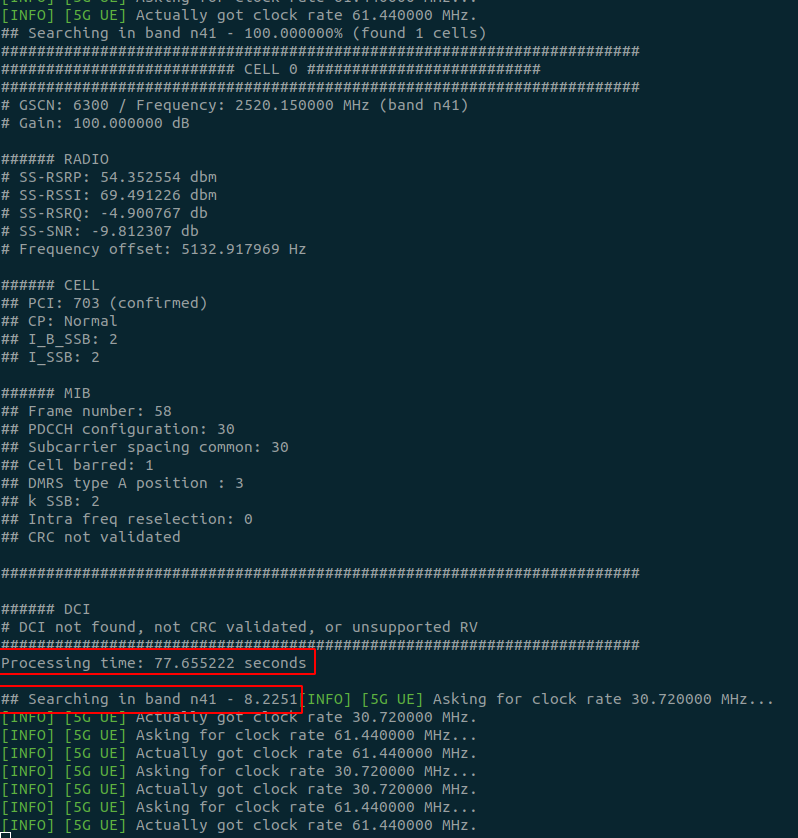 [INFO] [5G UE] Asking for clock rate 61.440000 MHz...
[INFO] [5G UE] Actually got clock rate 61.440000 MHz.
## Searching in band n41 - 100.000000% (found 1 cells)
#######################################################################
########################## CELL 0 ##########################
#######################################################################
# GSCN: 6300 / Frequency: 2520.150000 MHz (band n41)
# Gain: 100.000000 dB
###### RADIO
# SS-RSRP: 54.352554 dbm
# SS-RSSI: 69.491226 dbm
# SS-RSRQ: -4.900767 db
# SS-SNR: -9.812307 db
# Frequency offset: 5132.917969 Hz
###### CELL
## PCI: 703 (confirmed)
## CP: Normal
## I_B_SSB: 2
## I_SSB: 2
###### MIB
## Frame number: 58
## PDCCH configuration: 30
## Subcarrier spacing common: 30
## Cell barred: 1
## DMRS type A position : 3
## k SSB: 2
## Intra freq reselection: 0
## CRC not validated
#######################################################################
###### DCI
# DCI not found, not CRC validated, or unsupported RV
#######################################################################
Processing time: 77.655222 seconds
## Searching in band n41 - 8.2251[INFO] [5G UE] Asking for clock rate 30.720000 MHz...
[INFO] [5G UE] Actually got clock rate 30.720000 MHz.
[INFO] [5G UE] Asking for clock rate 61.440000 MHz...
[INFO] [5G UE] Actually got clock rate 61.440000 MHz.
[INFO] [5G UE] Asking for clock rate 30.720000 MHz...
[INFO] [5G UE] Actually got clock rate 30.720000 MHz.
[INFO] [5G UE] Asking for clock rate 61.440000 MHz...
[INFO] [5G UE] Actually got clock rate 61.440000 MHz.